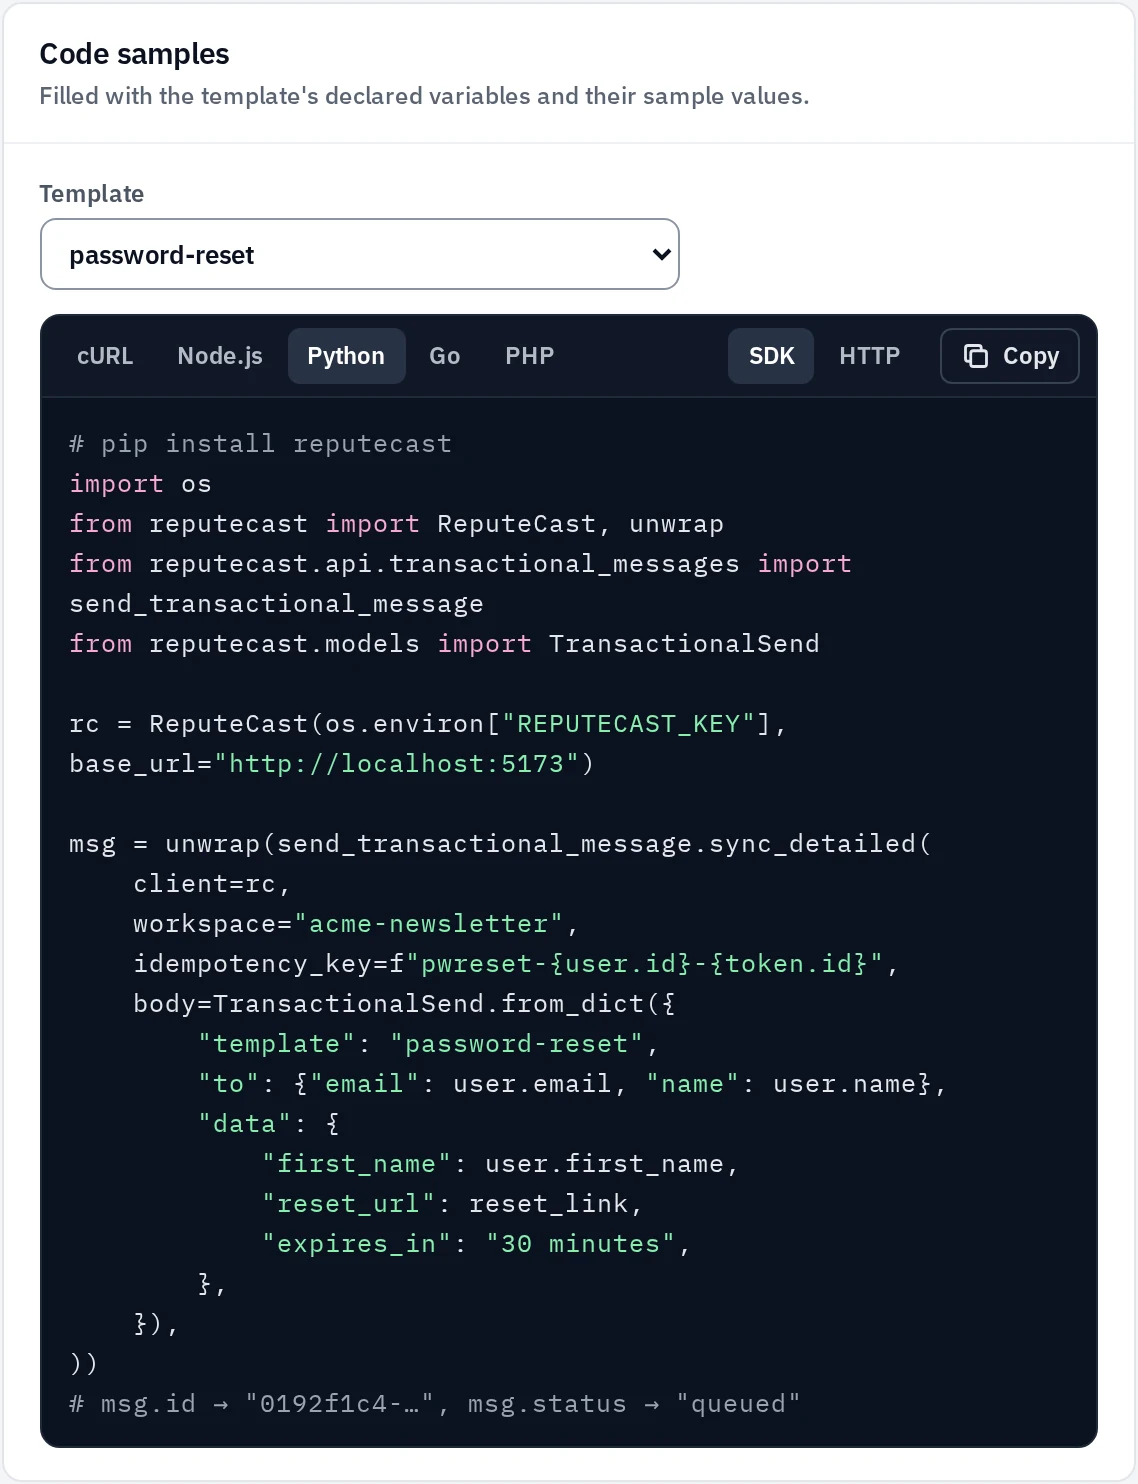 Code samples
Filled with the template's declared variables and their sample values.
Template
password-reset
cURL Node.js Python Go PHP SDK HTTP Copy
# pip install reputecast
import os
from reputecast import ReputeCast, unwrap
from reputecast.api.transactional_messages import
send_transactional_message
from reputecast.models import TransactionalSend

rc = ReputeCast(os.environ["REPUTECAST_KEY"],
base_url="http://localhost:5173")

msg = unwrap(send_transactional_message.sync_detailed(
    client=rc,
    workspace="acme-newsletter",
    idempotency_key=f"pwreset-{user.id}-{token.id}",
    body=TransactionalSend.from_dict({
        "template": "password-reset",
        "to": {"email": user.email, "name": user.name},
        "data": {
            "first_name": user.first_name,
            "reset_url": reset_link,
            "expires_in": "30 minutes",
        },
    }),
))
# msg.id → "0192f1c4-…", msg.status → "queued"